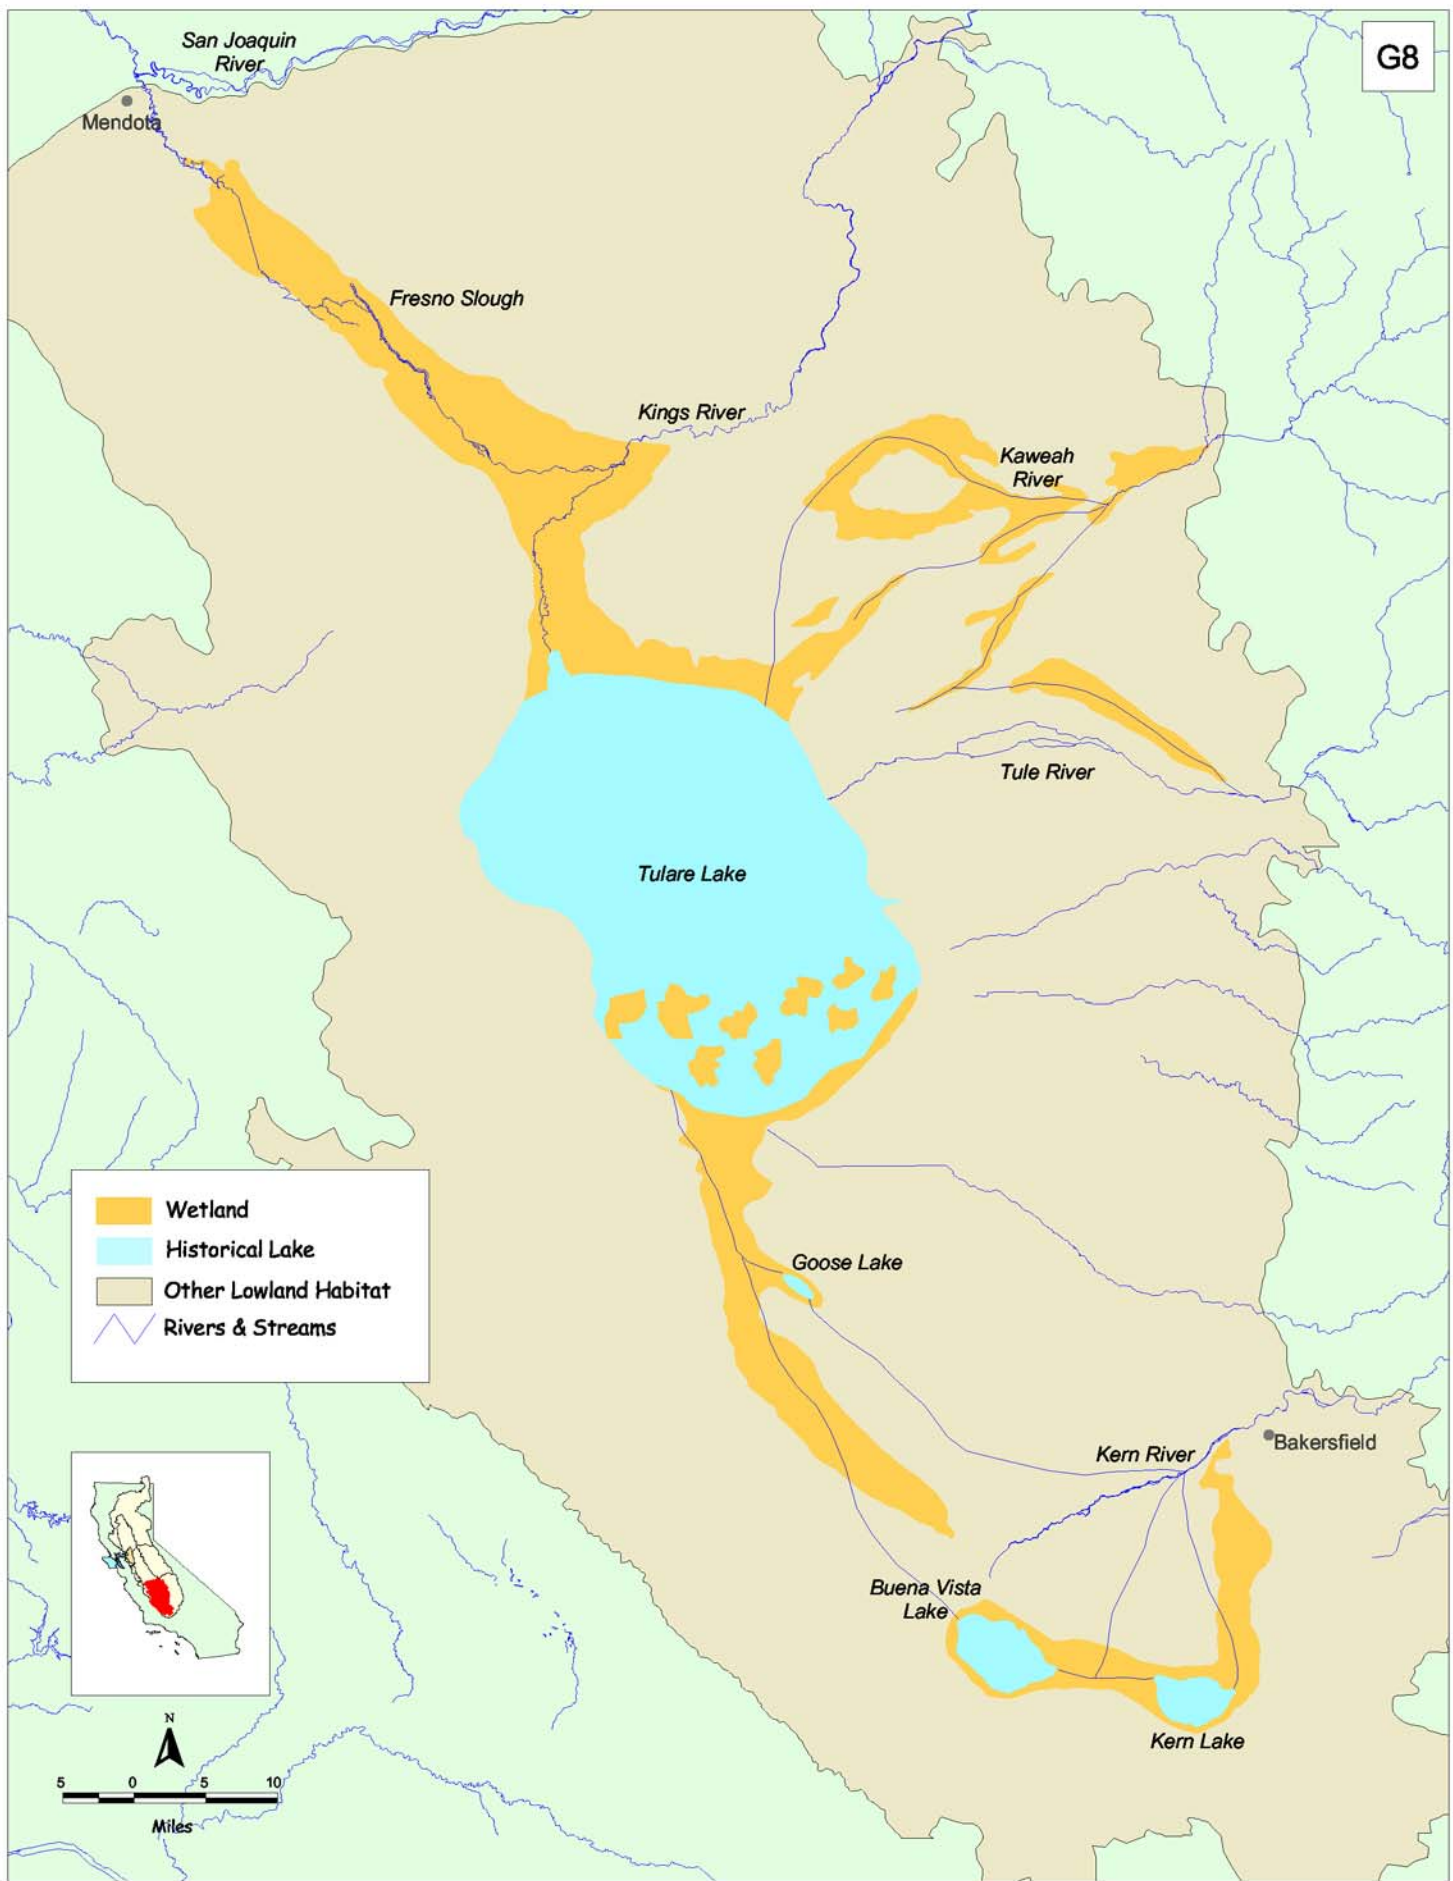 San Joaquin
River
G8
Mendota
Fresno Slough
Kings River
Kaweah
River
Tule River
Tulare Lake
Wetland
Historical Lake
Other Lowland Habitat
Rivers & Streams
Goose Lake
Kern River
Bakersfield
Buena Vista
Lake
Kern Lake
N
5 0 5 10
Miles